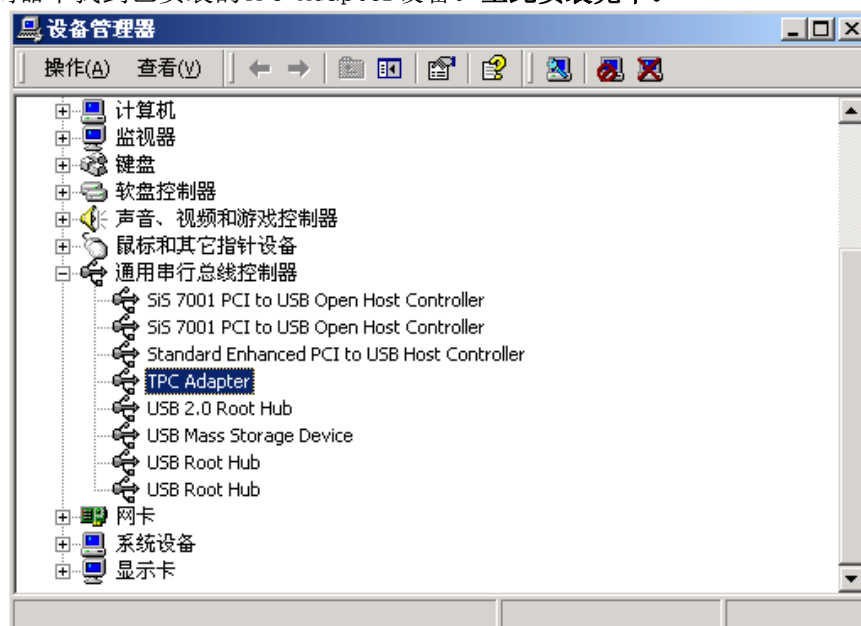 设备管理器
操作(A) 查看(V)
计算机
监视器
键盘
软盘控制器
声音、视频和游戏控制器
鼠标和其它指针设备
通用串行总线控制器
SiS 7001 PCI to USB Open Host Controller
SiS 7001 PCI to USB Open Host Controller
Standard Enhanced PCI to USB Host Controller
TPC Adapter
USB 2.0 Root Hub
USB Mass Storage Device
USB Root Hub
USB Root Hub
网卡
系统设备
显示卡